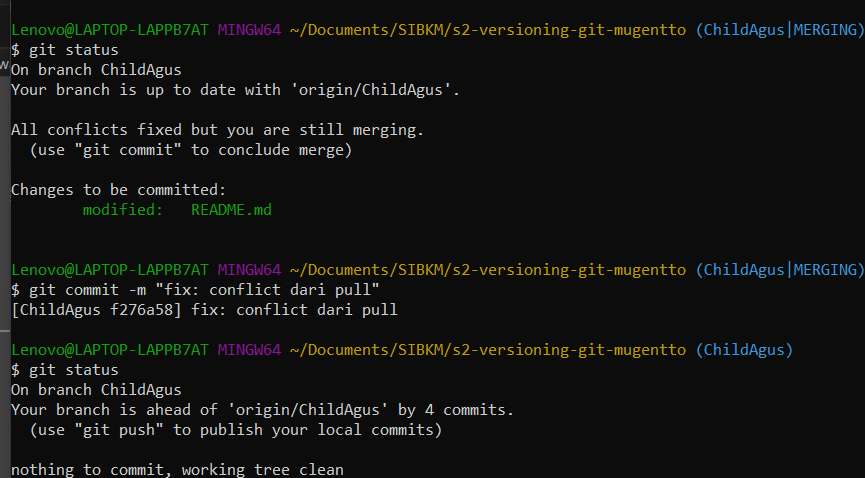 Lenovo@LAPTOP-LAPPB7AT MINGW64 ~/Documents/SIBKM/s2-versioning-git-mugentto (ChildAgus|MERGING)
$ git status
On branch ChildAgus
Your branch is up to date with 'origin/ChildAgus'.
All conflicts fixed but you are still merging.
  (use "git commit" to conclude merge)
Changes to be committed:
        modified:   README.md
Lenovo@LAPTOP-LAPPB7AT MINGW64 ~/Documents/SIBKM/s2-versioning-git-mugentto (ChildAgus|MERGING)
$ git commit -m "fix: conflict dari pull"
[ChildAgus f276a58] fix: conflict dari pull
Lenovo@LAPTOP-LAPPB7AT MINGW64 ~/Documents/SIBKM/s2-versioning-git-mugentto (ChildAgus)
$ git status
On branch ChildAgus
Your branch is ahead of 'origin/ChildAgus' by 4 commits.
  (use "git push" to publish your local commits)
nothing to commit, working tree clean